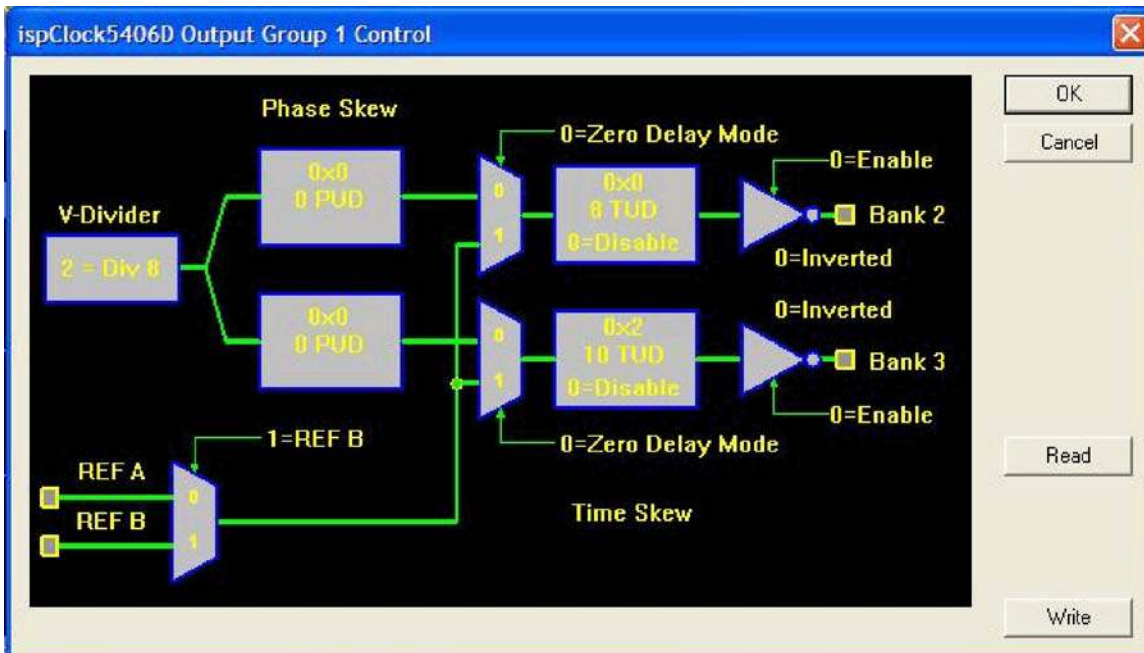 ispClock5406D Output Group 1 Control
OK
Cancel
Read
Write
Phase Skew
0x0
0 PUD
V-Divider
2 = Div 8
0x0
0 PUD
0=Zero Delay Mode
0
1
0x0
8 TUD
0=Disable
0=Enable
Bank 2
0=Inverted
0=Inverted
0
1
0x2
10 TUD
0=Disable
Bank 3
0=Enable
0=Zero Delay Mode
1=REF B
REF A
REF B
0
1
Time Skew